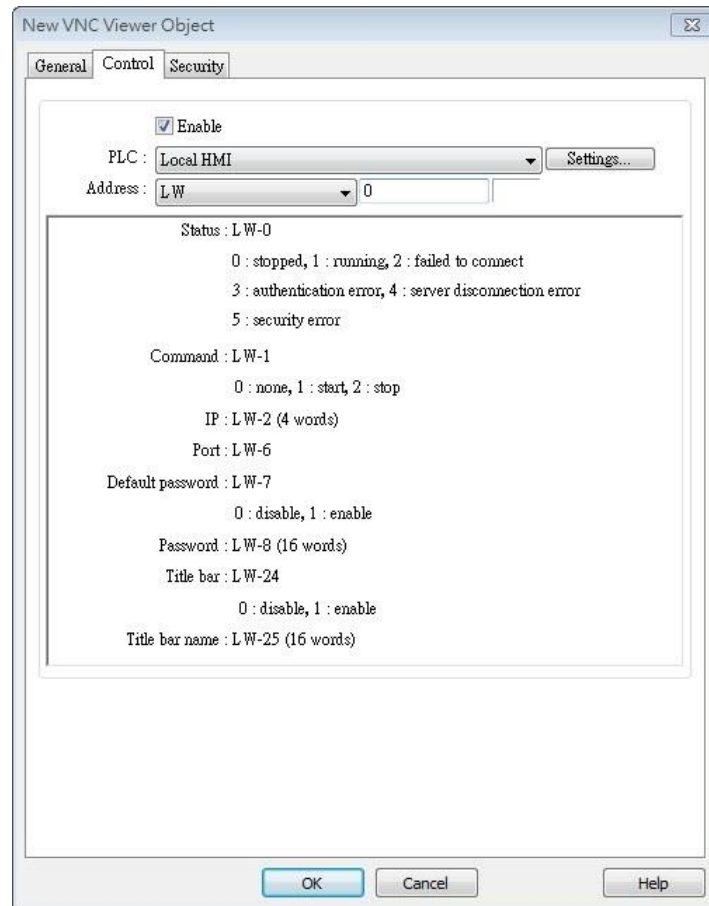 New VNC Viewer Object
General Control Security
Enable
PLC : Local HMI Settings...
Address : LW 0
Status : LW-0
0 : stopped, 1 : running, 2 : failed to connect
3 : authentication error, 4 : server disconnection error
5 : security error
Command : LW-1
0 : none, 1 : start, 2 : stop
IP : LW-2 (4 words)
Port : LW-6
Default password : LW-7
0 : disable, 1 : enable
Password : LW-8 (16 words)
Title bar : LW-24
0 : disable, 1 : enable
Title bar name : LW-25 (16 words)
OK Cancel Help